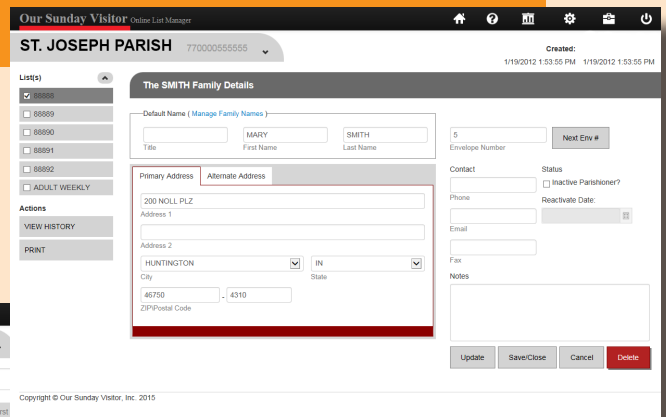 Our Sunday Visitor Online List Manager
ST. JOSEPH PARISH 770000555555
Created:
1/19/2012 1:53:55 PM 1/19/2012 1:53:55 PM
List(s)
88888
88889
88890
88891
88892
ADULT WEEKLY
Actions
VIEW HISTORY
PRINT
The SMITH Family Details
Default Name ( Manage Family Names )
MARY SMITH
Title First Name Last Name
5 Next Env #
Envelope Number
Primary Address Alternate Address
200 NOLL PLZ
Address 1
Address 2
HUNTINGTON IN
City State
46750 - 4310
ZIP\Postal Code
Contact Status
Inactive Parishioner?
Phone Reactivate Date:
Email
Fax
Notes
Update Save/Close Cancel Delete
Copyright © Our Sunday Visitor, Inc. 2015
rst